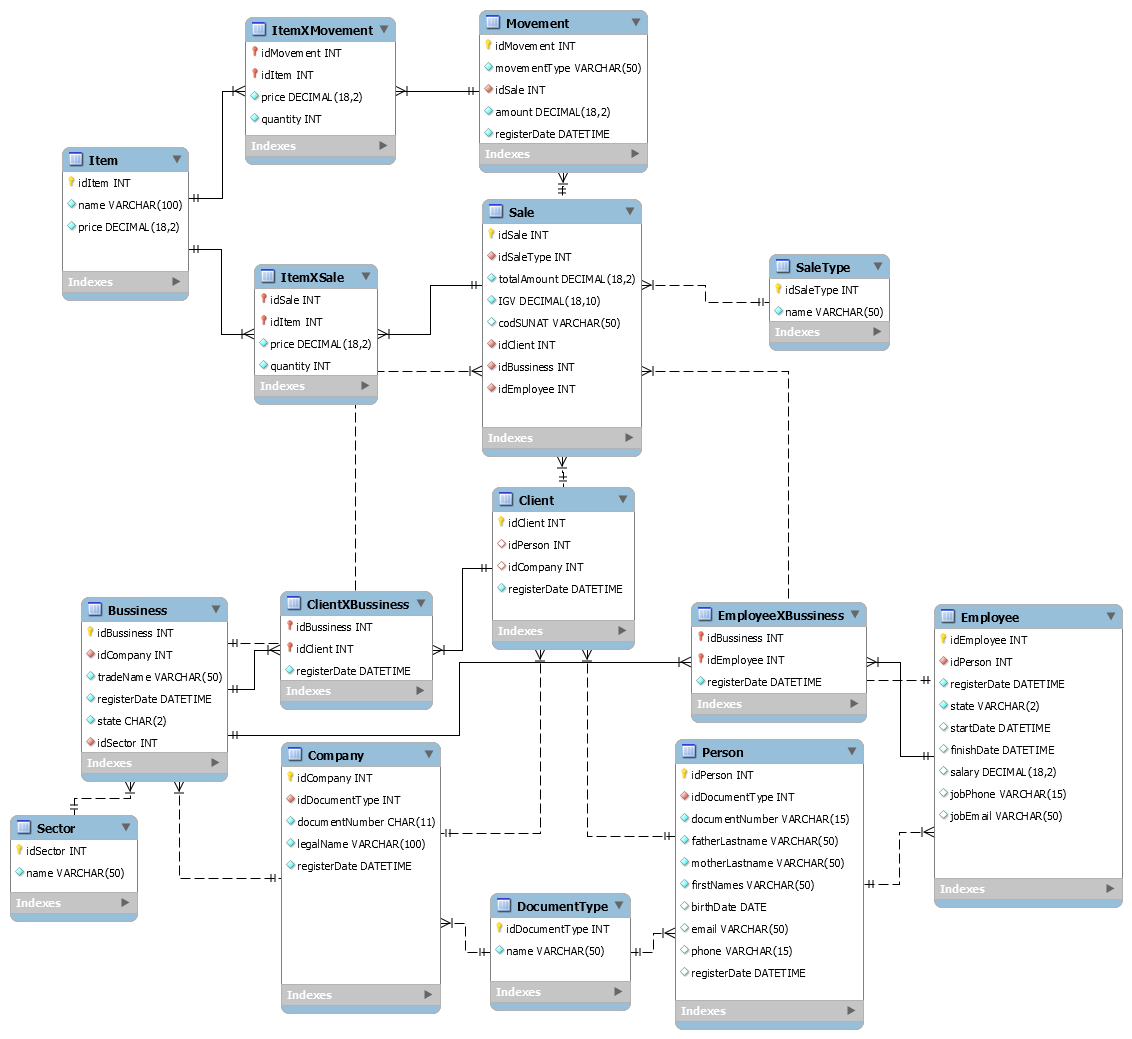 ItemXMovement
idMovement INT
idItem INT
price DECIMAL(18,2)
quantity INT
Indexes
Movement
idMovement INT
movementType VARCHAR(50)
idSale INT
amount DECIMAL(18,2)
registerDate DATETIME
Indexes
Item
idItem INT
name VARCHAR(100)
price DECIMAL(18,2)
Indexes
Sale
idSale INT
idSaleType INT
totalAmount DECIMAL(18,2)
IGV DECIMAL(18,10)
codSUNAT VARCHAR(50)
idClient INT
idBussiness INT
idEmployee INT
Indexes
SaleType
idSaleType INT
name VARCHAR(50)
Indexes
ItemXSale
idSale INT
idItem INT
price DECIMAL(18,2)
quantity INT
Indexes
Client
idClient INT
idPerson INT
idCompany INT
registerDate DATETIME
Indexes
Bussiness
idBussiness INT
idCompany INT
tradeName VARCHAR(50)
registerDate DATETIME
state CHAR(2)
idSector INT
Indexes
ClientXBussiness
idBussiness INT
idClient INT
registerDate DATETIME
Indexes
EmployeeXBussiness
idBussiness INT
idEmployee INT
registerDate DATETIME
Indexes
Employee
idEmployee INT
idPerson INT
registerDate DATETIME
state VARCHAR(2)
startDate DATETIME
finishDate DATETIME
salary DECIMAL(18,2)
jobPhone VARCHAR(15)
jobEmail VARCHAR(50)
Indexes
Company
idCompany INT
idDocumentType INT
documentNumber CHAR(11)
legalName VARCHAR(100)
registerDate DATETIME
Indexes
Person
idPerson INT
idDocumentType INT
documentNumber VARCHAR(15)
fatherLastname VARCHAR(50)
motherLastname VARCHAR(50)
firstNames VARCHAR(50)
birthDate DATE
email VARCHAR(50)
phone VARCHAR(15)
registerDate DATETIME
Indexes
Sector
idSector INT
name VARCHAR(50)
Indexes
DocumentType
idDocumentType INT
name VARCHAR(50)
Indexes